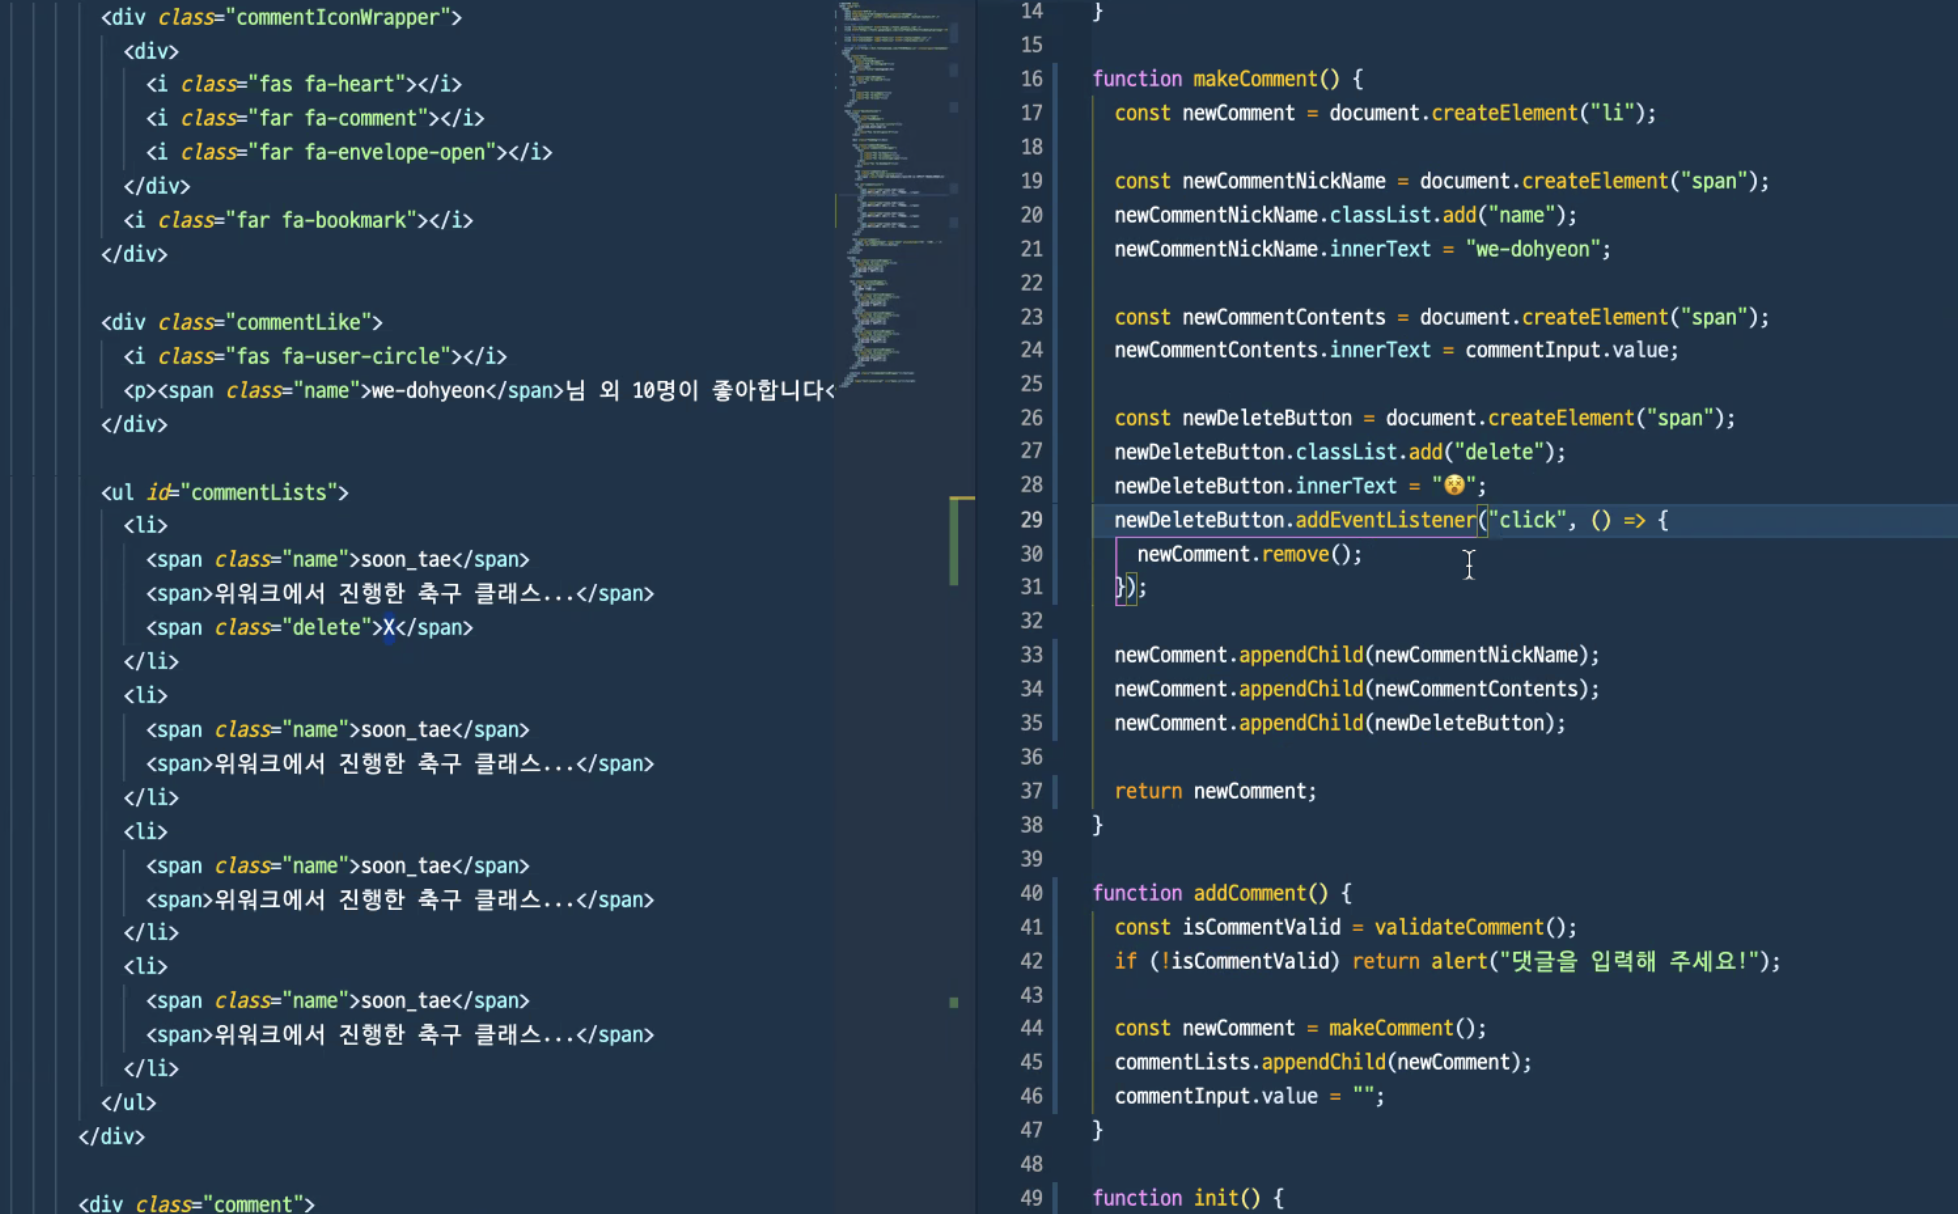 <div class="commentIconWrapper">
<div>
<i class="fas fa-heart"></i>
<i class="far fa-comment"></i>
<i class="far fa-envelope-open"></i>
</div>
<i class="far fa-bookmark"></i>
</div>
<div class="commentLike">
<i class="fas fa-user-circle"></i>
<p><span class="name">we-dohyeon</span>님 외 10명이 좋아합니다<
</div>
<ul id="commentLists">
<li>
<span class="name">soon_tae</span>
<span>위워크에서 진행한 축구 클래스...</span>
<span class="delete">X</span>
</li>
<li>
<span class="name">soon_tae</span>
<span>위워크에서 진행한 축구 클래스...</span>
</li>
<li>
<span class="name">soon_tae</span>
<span>위워크에서 진행한 축구 클래스...</span>
</li>
<li>
<span class="name">soon_tae</span>
<span>위워크에서 진행한 축구 클래스...</span>
</li>
</ul>
</div>
<div class="comment">
14 }
15
16 function makeComment() {
17 const newComment = document.createElement("li");
18
19 const newCommentNickName = document.createElement("span");
20 newCommentNickName.classList.add("name");
21 newCommentNickName.innerText = "we-dohyeon";
22
23 const newCommentContents = document.createElement("span");
24 newCommentContents.innerText = commentInput.value;
25
26 const newDeleteButton = document.createElement("span");
27 newDeleteButton.classList.add("delete");
28 newDeleteButton.innerText = "😵";
29 newDeleteButton.addEventListener("click", () => {
30 newComment.remove();
31 });
32
33 newComment.appendChild(newCommentNickName);
34 newComment.appendChild(newCommentContents);
35 newComment.appendChild(newDeleteButton);
36
37 return newComment;
38 }
39
40 function addComment() {
41 const isCommentValid = validateComment();
42 if (!isCommentValid) return alert("댓글을 입력해 주세요!");
43
44 const newComment = makeComment();
45 commentLists.appendChild(newComment);
46 commentInput.value = "";
47 }
48
49 function init() {